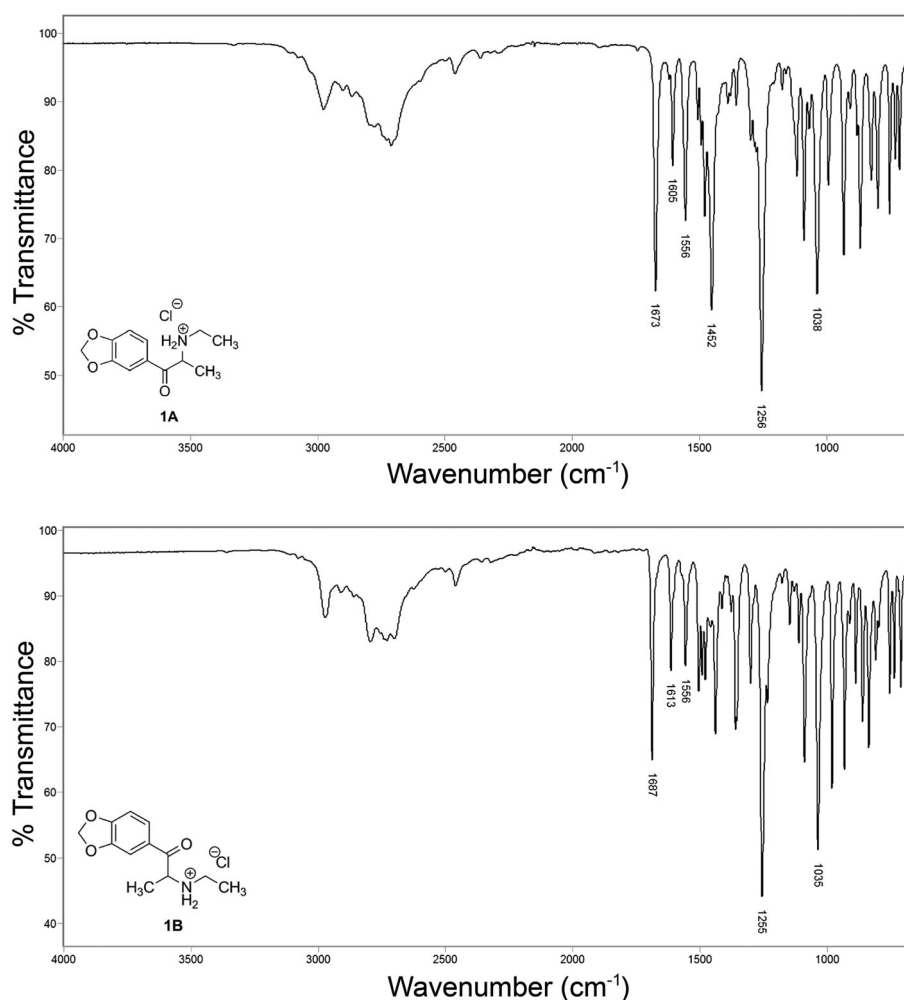 100
90
80
70
60
50
% Transmittance
1673
1605
1556
1452
1256
1038
Cl ⊖
O
O
H₂N ⊕
CH₃
CH₃
O
1A
4000
3500
3000
2500
2000
1500
1000
Wavenumber (cm⁻¹)
100
90
80
70
60
50
40
% Transmittance
1687
1613
1556
1255
1035
O
O
O
⊖ Cl
H₃C
⊕ N H₂
CH₃
1B
4000
3500
3000
2500
2000
1500
1000
Wavenumber (cm⁻¹)